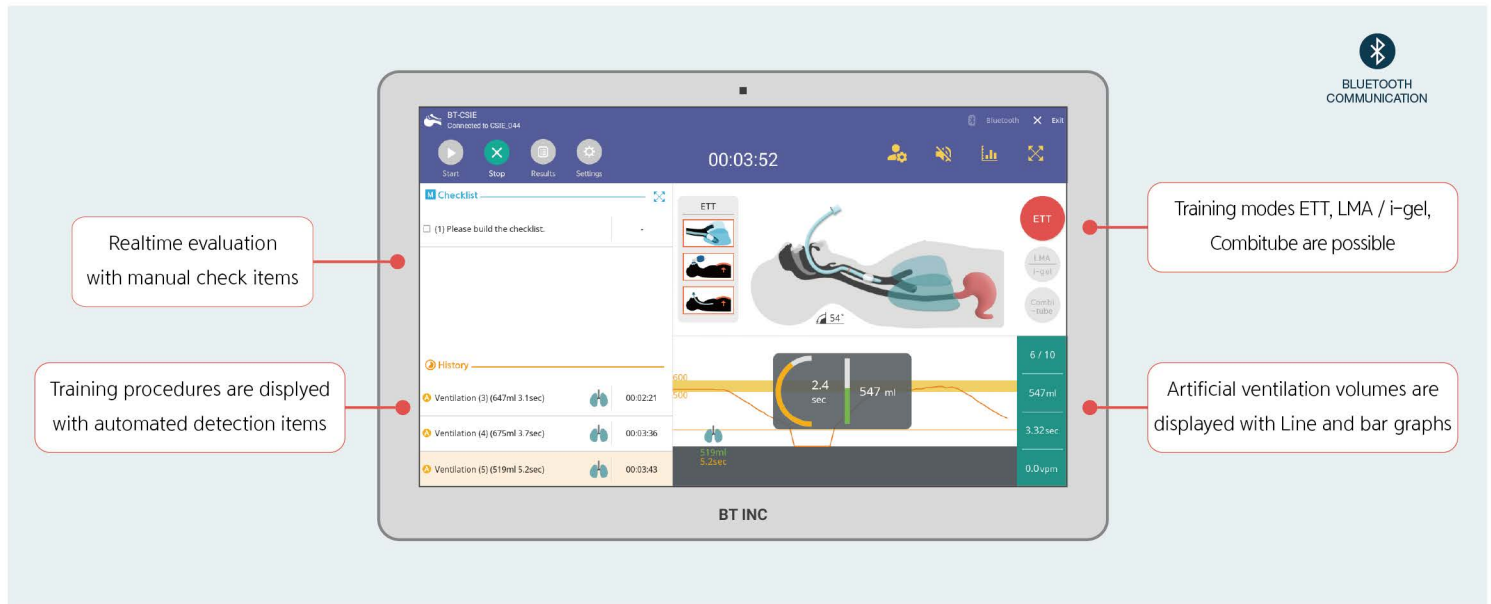 BLUETOOTH
COMMUNICATION
BT-CSIE
Connected to CSIE_044
Bluetooth
Exit
Start
Stop
Results
Settings
00:03:52
M Checklist
(1) Please build the checklist.
-
ETT
54°
ETT
LMA
i-gel
Combi
-tube
History
A Ventilation (3) (647ml 3.1sec)
00:02:21
A Ventilation (4) (675ml 3.7sec)
00:03:36
A Ventilation (5) (519ml 5.2sec)
00:03:43
600
500
519ml
5.2sec
2.4
sec
547 ml
6 / 10
547ml
3.32sec
0.0vpm
BT INC
Realtime evaluation
with manual check items
Training procedures are displyed
with automated detection items
Training modes ETT, LMA / i-gel,
Combitube are possible
Artificial ventilation volumes are
displayed with Line and bar graphs